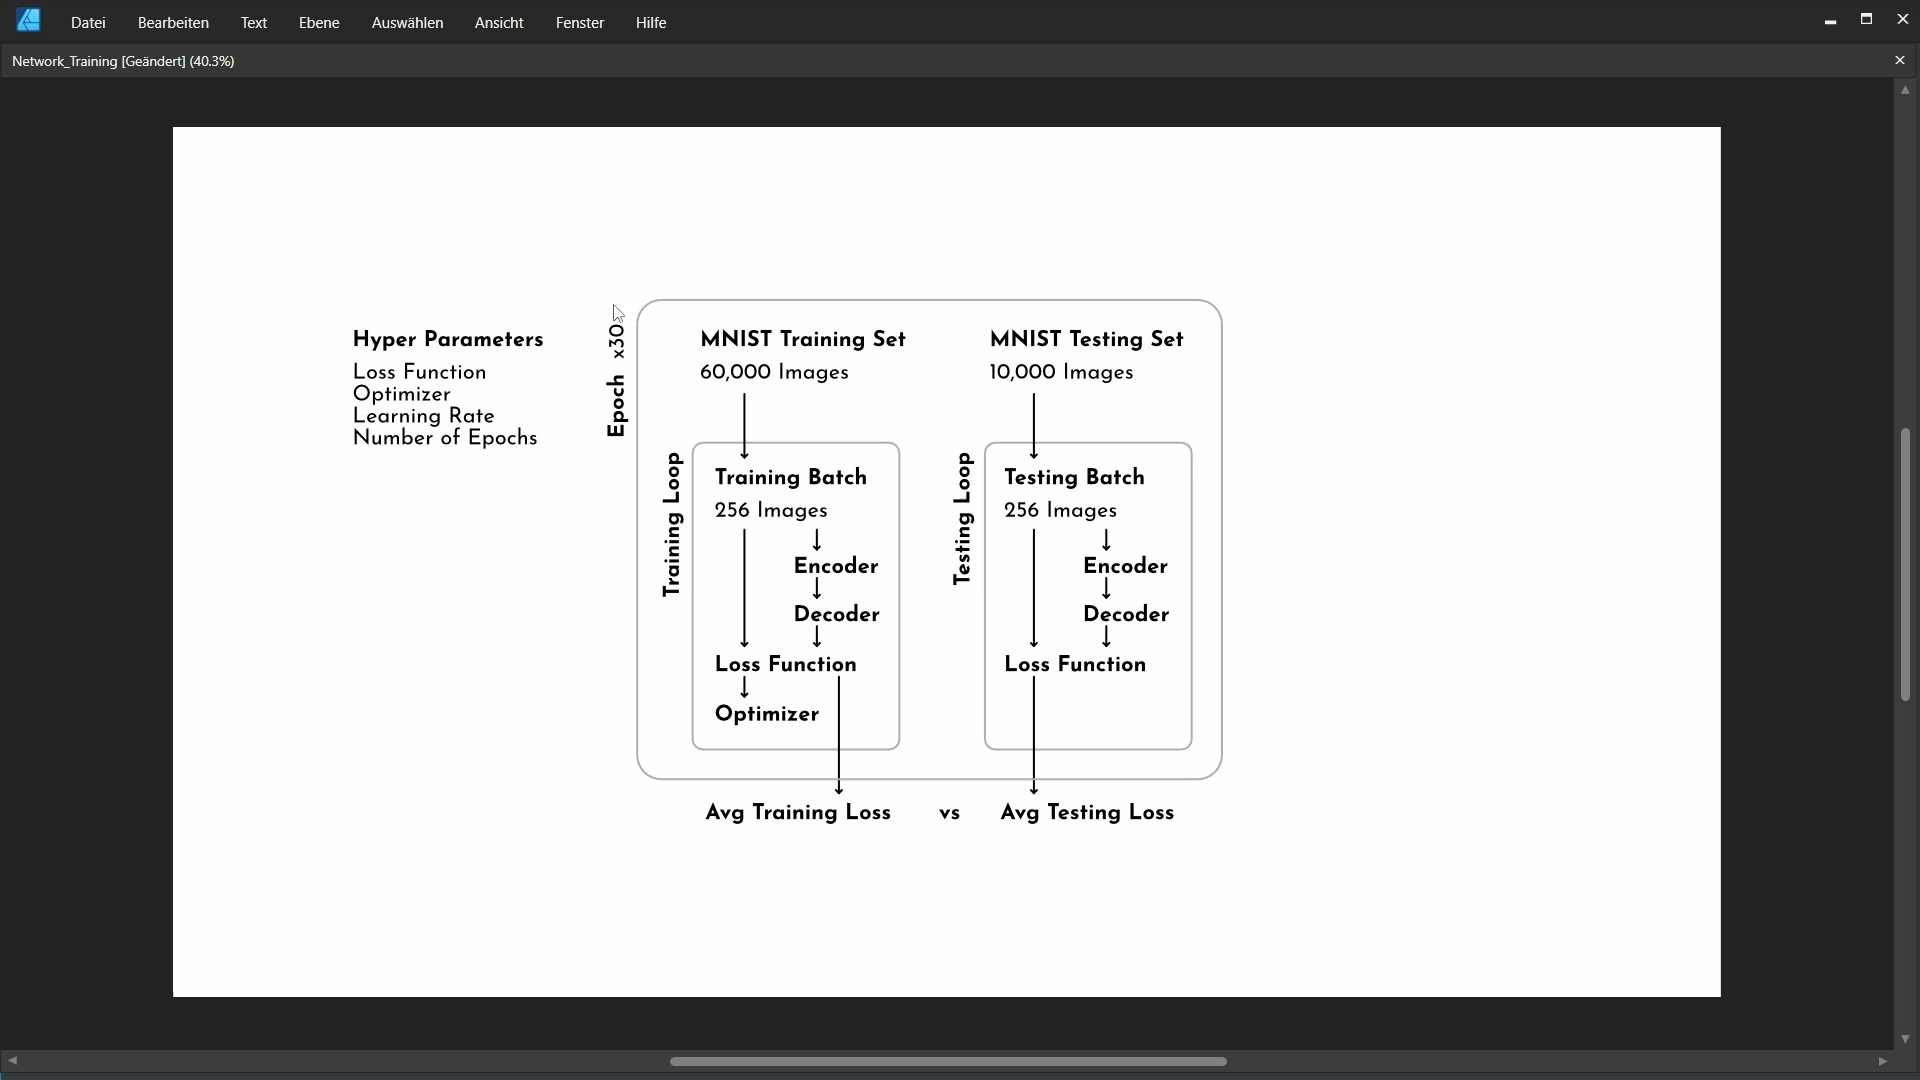 Datei Bearbeiten Text Ebene Auswählen Ansicht Fenster Hilfe
Network_Training [Geändert] (40.3%)
Hyper Parameters
Loss Function
Optimizer
Learning Rate
Number of Epochs
Epoch x30
MNIST Training Set
60,000 Images
Training Loop
Training Batch
256 Images
Encoder
Decoder
Loss Function
Optimizer
MNIST Testing Set
10,000 Images
Testing Loop
Testing Batch
256 Images
Encoder
Decoder
Loss Function
Avg Training Loss vs Avg Testing Loss